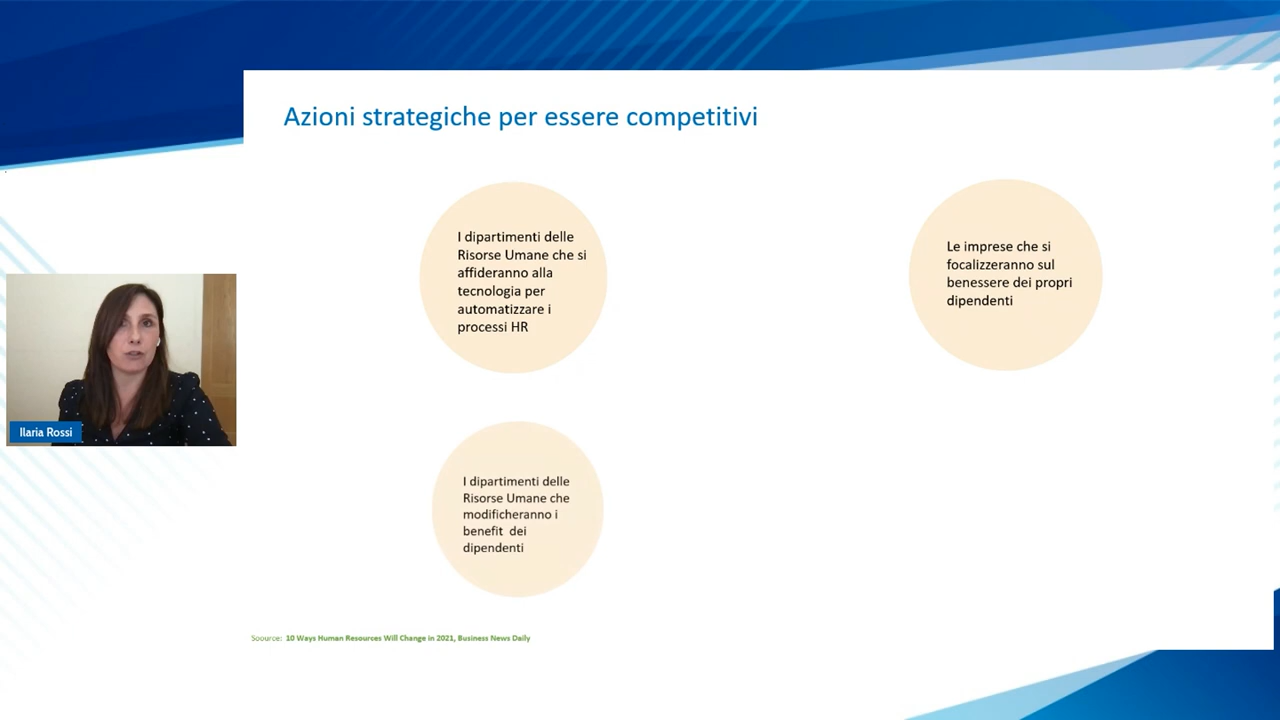 Azioni strategiche per essere competitivi
I dipartimenti delle
Risorse Umane che si
affideranno alla
tecnologia per
automatizzare i
processi HR
Le imprese che si
focalizzeranno sul
benessere dei propri
dipendenti
Ilaria Rossi
I dipartimenti delle
Risorse Umane che
modificheranno i
benefit  dei
dipendenti
Soource:  10 Ways Human Resources Will Change in 2021, Business News Daily